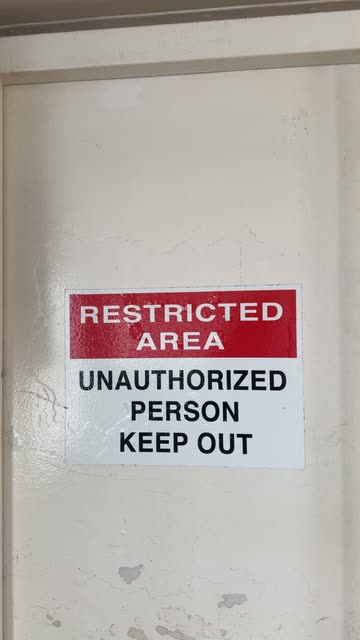 RESTRICTED
AREA
UNAUTHORIZED
PERSON
KEEP OUT